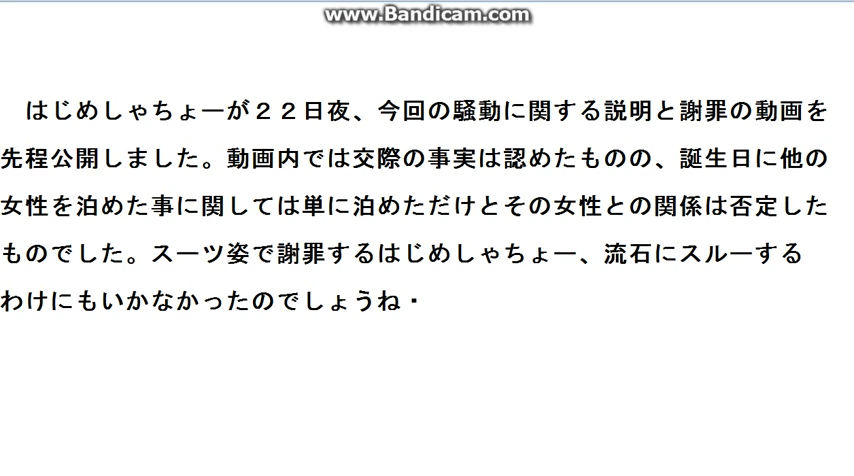 www.Bandicam.com
はじめしゃちょーが２２日夜、今回の騒動に関する説明と謝罪の動画を
先程公開しました。動画内では交際の事実は認めたものの、誕生日に他の
女性を泊めた事に関しては単に泊めただけとその女性との関係は否定した
ものでした。スーツ姿で謝罪するはじめしゃちょー、流石にスルーする
わけにもいかなかったのでしょうね・